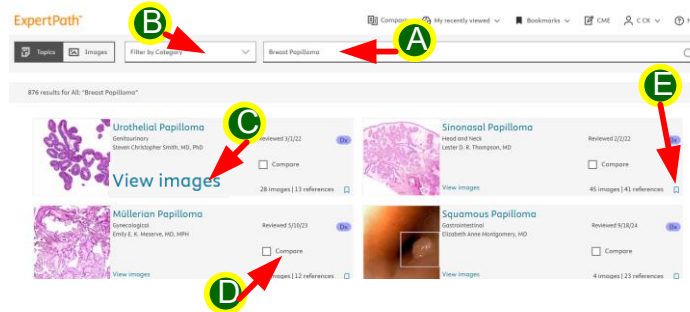 ExpertPath
Compare My recently viewed Bookmarks CME C CK
Topics Images Filter by Category Breast Papilloma
B
A
E
876 results for All: "Breast Papilloma"
Urothelial Papilloma
Genitourinary
Steven Christopher Smith, MD, PhD
Reviewed 3/1/22
Dx
C
Compare
View images
28 images | 13 references
Sinonasal Papilloma
Head and Neck
Lester D. R. Thompson, MD
Reviewed 2/2/22
Dx
Compare
View images
45 images | 41 references
Müllerian Papilloma
Gynecological
Emily E. K. Meserve, MD, MPH
Reviewed 5/10/23
Dx
Compare
D
View images
images | 12 references
Squamous Papilloma
Gastrointestinal
Elizabeth Anne Montgomery, MD
Reviewed 9/18/24
Dx
Compare
View images
4 images | 23 references